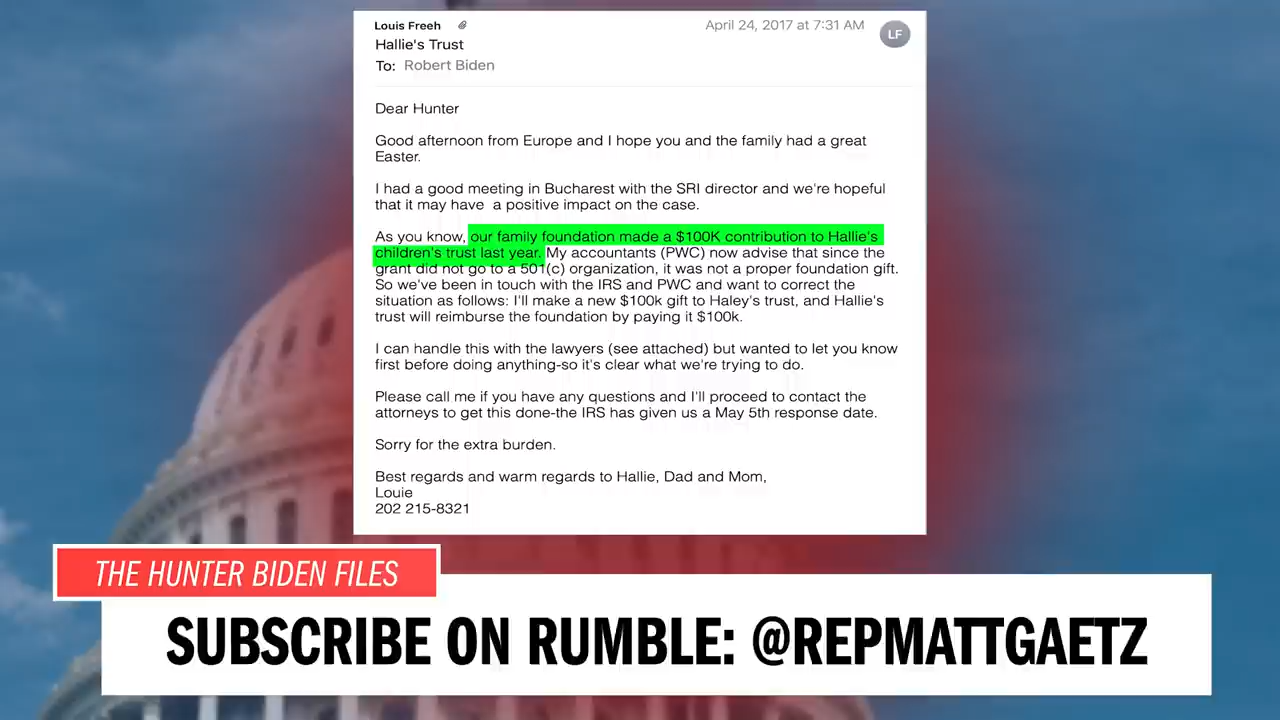 Louis Freeh
April 24, 2017 at 7:31 AM
LF
Hallie's Trust
To: Robert Biden
Dear Hunter
Good afternoon from Europe and I hope you and the family had a great
Easter.
I had a good meeting in Bucharest with the SRI director and we're hopeful
that it may have a positive impact on the case.
As you know, our family foundation made a $100K contribution to Hallie's
children's trust last year. My accountants (PWC) now advise that since the
grant did not go to a 501(c) organization, it was not a proper foundation gift.
So we've been in touch with the IRS and PWC and want to correct the
situation as follows: I'll make a new $100k gift to Haley's trust, and Hallie's
trust will reimburse the foundation by paying it $100k.
I can handle this with the lawyers (see attached) but wanted to let you know
first before doing anything-so it's clear what we're trying to do.
Please call me if you have any questions and I'll proceed to contact the
attorneys to get this done-the IRS has given us a May 5th response date.
Sorry for the extra burden.
Best regards and warm regards to Hallie, Dad and Mom,
Louie
202 215-8321
THE HUNTER BIDEN FILES
SUBSCRIBE ON RUMBLE: @REPMATTGAETZ